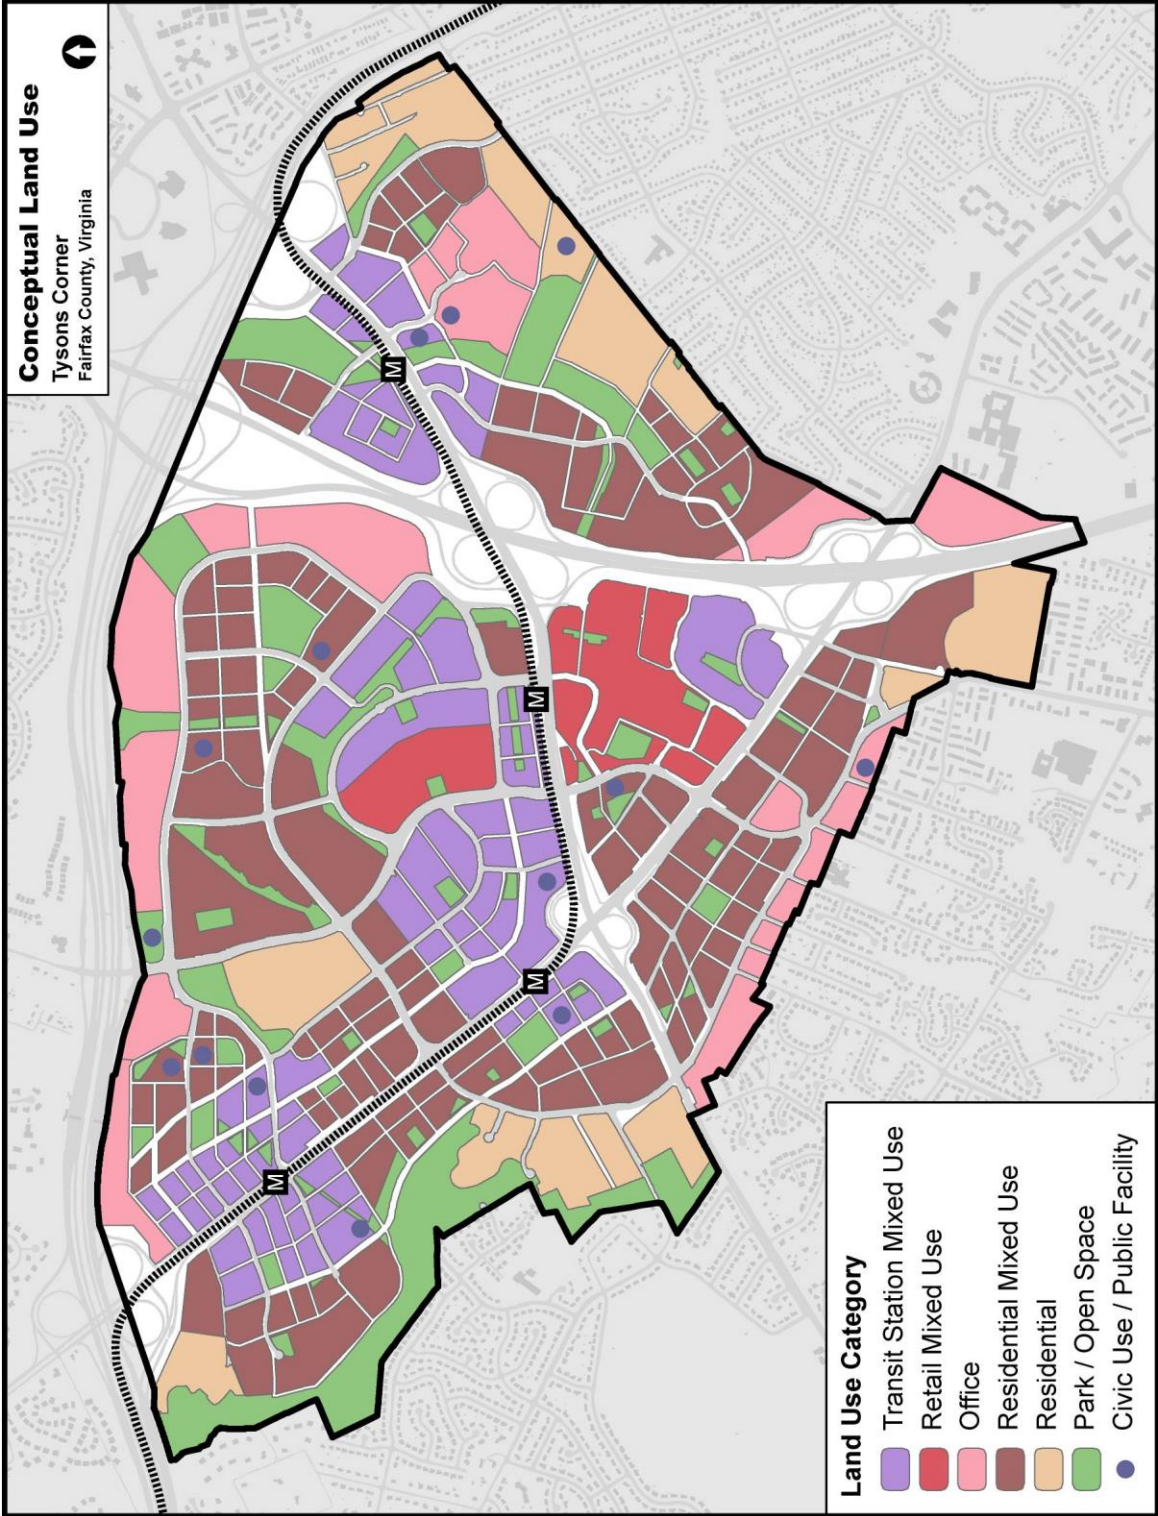 Conceptual Land Use
Tysons Corner
Fairfax County, Virginia
M
M
M
M
Land Use Category
Transit Station Mixed Use
Retail Mixed Use
Office
Residential Mixed Use
Residential
Park / Open Space
Civic Use / Public Facility